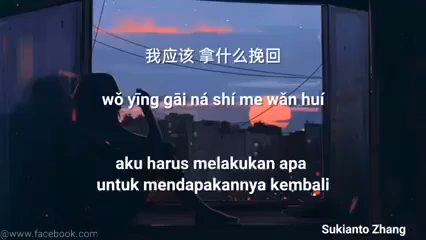 我应该 拿什么挽回
wǒ yīng gāi ná shí me wǎn huí
aku harus melakukan apa
untuk mendapakannya kembali
Sukianto Zhang
@www.facebook.com